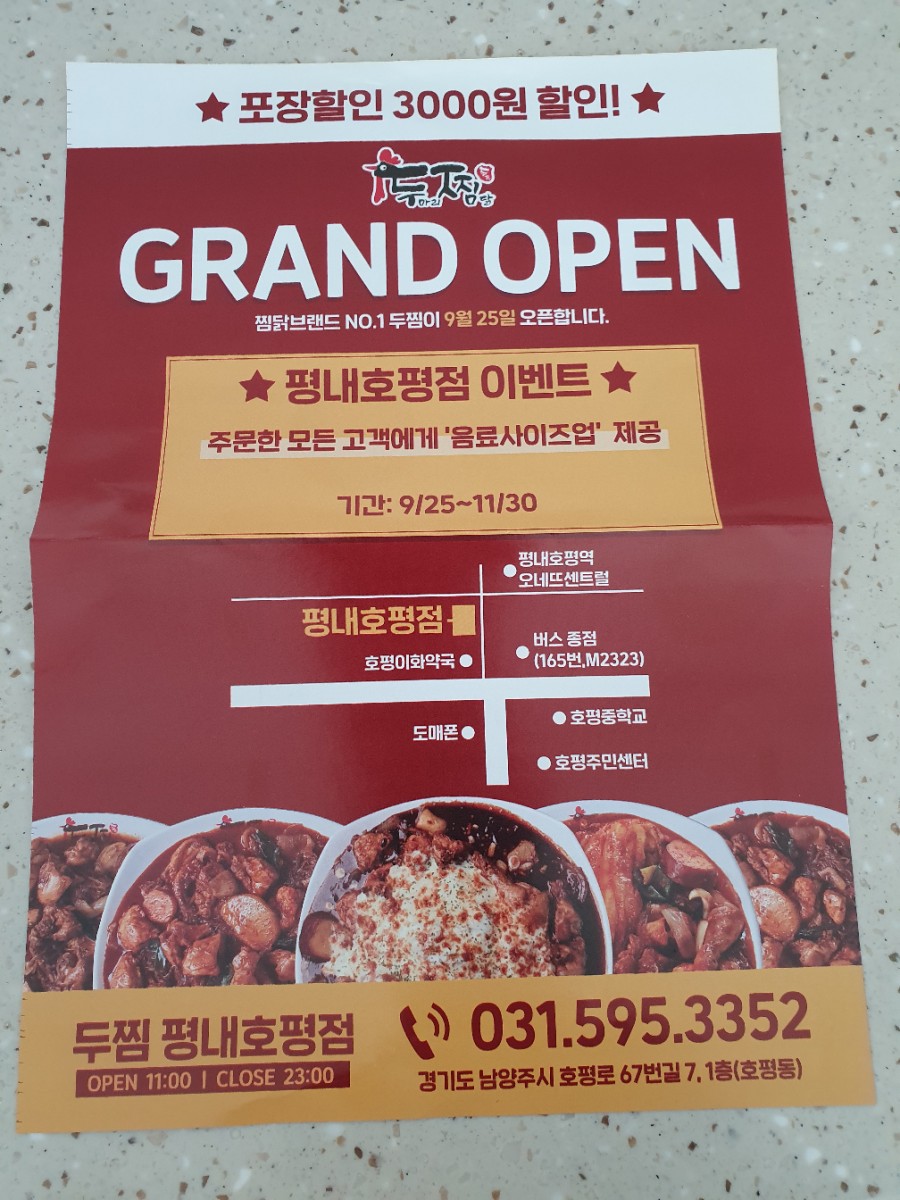 ★ 포장할인 3000원 할인! ★
두마리찜닭
GRAND OPEN
찜닭브랜드 NO.1 두찜이 9월 25일 오픈합니다.
★ 평내호평점 이벤트 ★
주문한 모든 고객에게 '음료사이즈업' 제공
기간: 9/25~11/30
평내호평역
오네뜨센트럴
평내호평점
버스 종점
(165번,M2323)
호평이화약국
호평중학교
도매폰
호평주민센터
두찜 평내호평점
OPEN 11:00 | CLOSE 23:00
031.595.3352
경기도 남양주시 호평로 67번길 7, 1층(호평동)